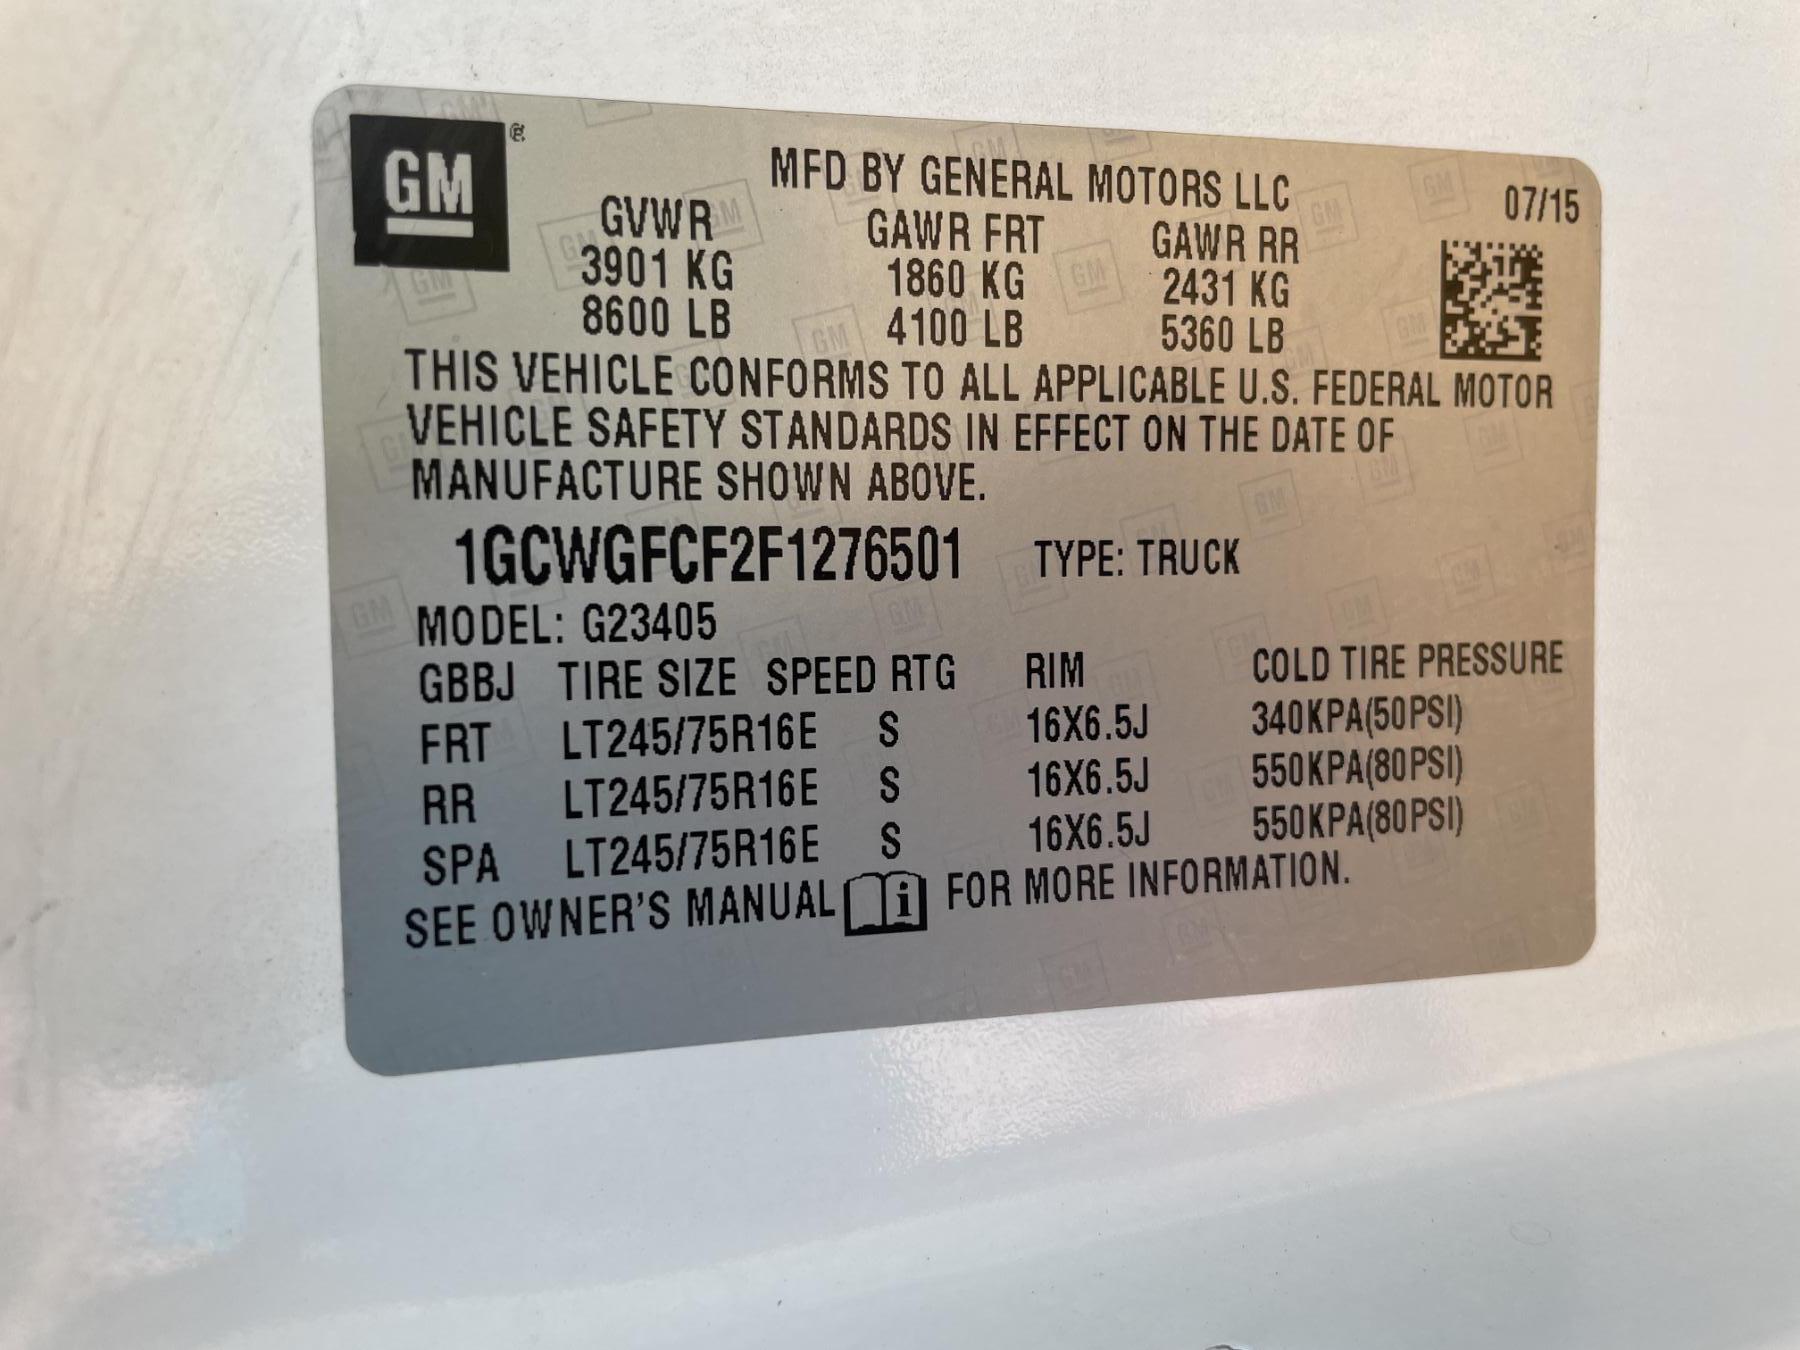 GM ®
MFD BY GENERAL MOTORS LLC 07/15
GVWR GAWR FRT GAWR RR
3901 KG 1860 KG 2431 KG
8600 LB 4100 LB 5360 LB
THIS VEHICLE CONFORMS TO ALL APPLICABLE U.S. FEDERAL MOTOR
VEHICLE SAFETY STANDARDS IN EFFECT ON THE DATE OF
MANUFACTURE SHOWN ABOVE.
1GCWGFCF2F1276501 TYPE: TRUCK
MODEL: G23405
GBBJ TIRE SIZE SPEED RTG RIM COLD TIRE PRESSURE
FRT LT245/75R16E S 16X6.5J 340KPA(50PSI)
RR LT245/75R16E S 16X6.5J 550KPA(80PSI)
SPA LT245/75R16E S 16X6.5J 550KPA(80PSI)
SEE OWNER'S MANUAL i FOR MORE INFORMATION.